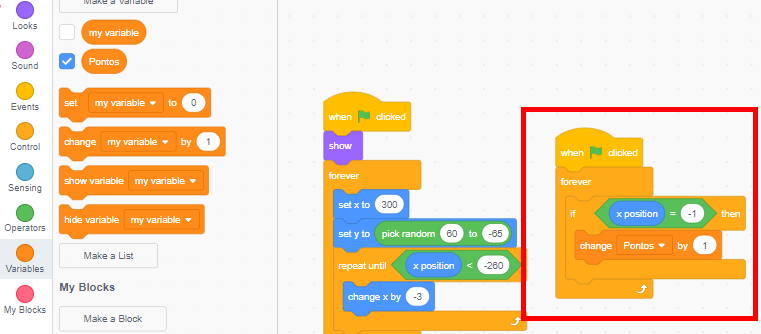 Make a Variable
Looks
my variable
Sound
Pontos
Events
set my variable to 0
Control
change my variable by 1
Sensing
show variable my variable
Operators
hide variable my variable
Variables
Make a List
My Blocks
My Blocks
Make a Block
when clicked
show
forever
set x to 300
set y to pick random 60 to -65
repeat until x position < -260
change x by -3
when clicked
forever
if x position = -1 then
change Pontos by 1